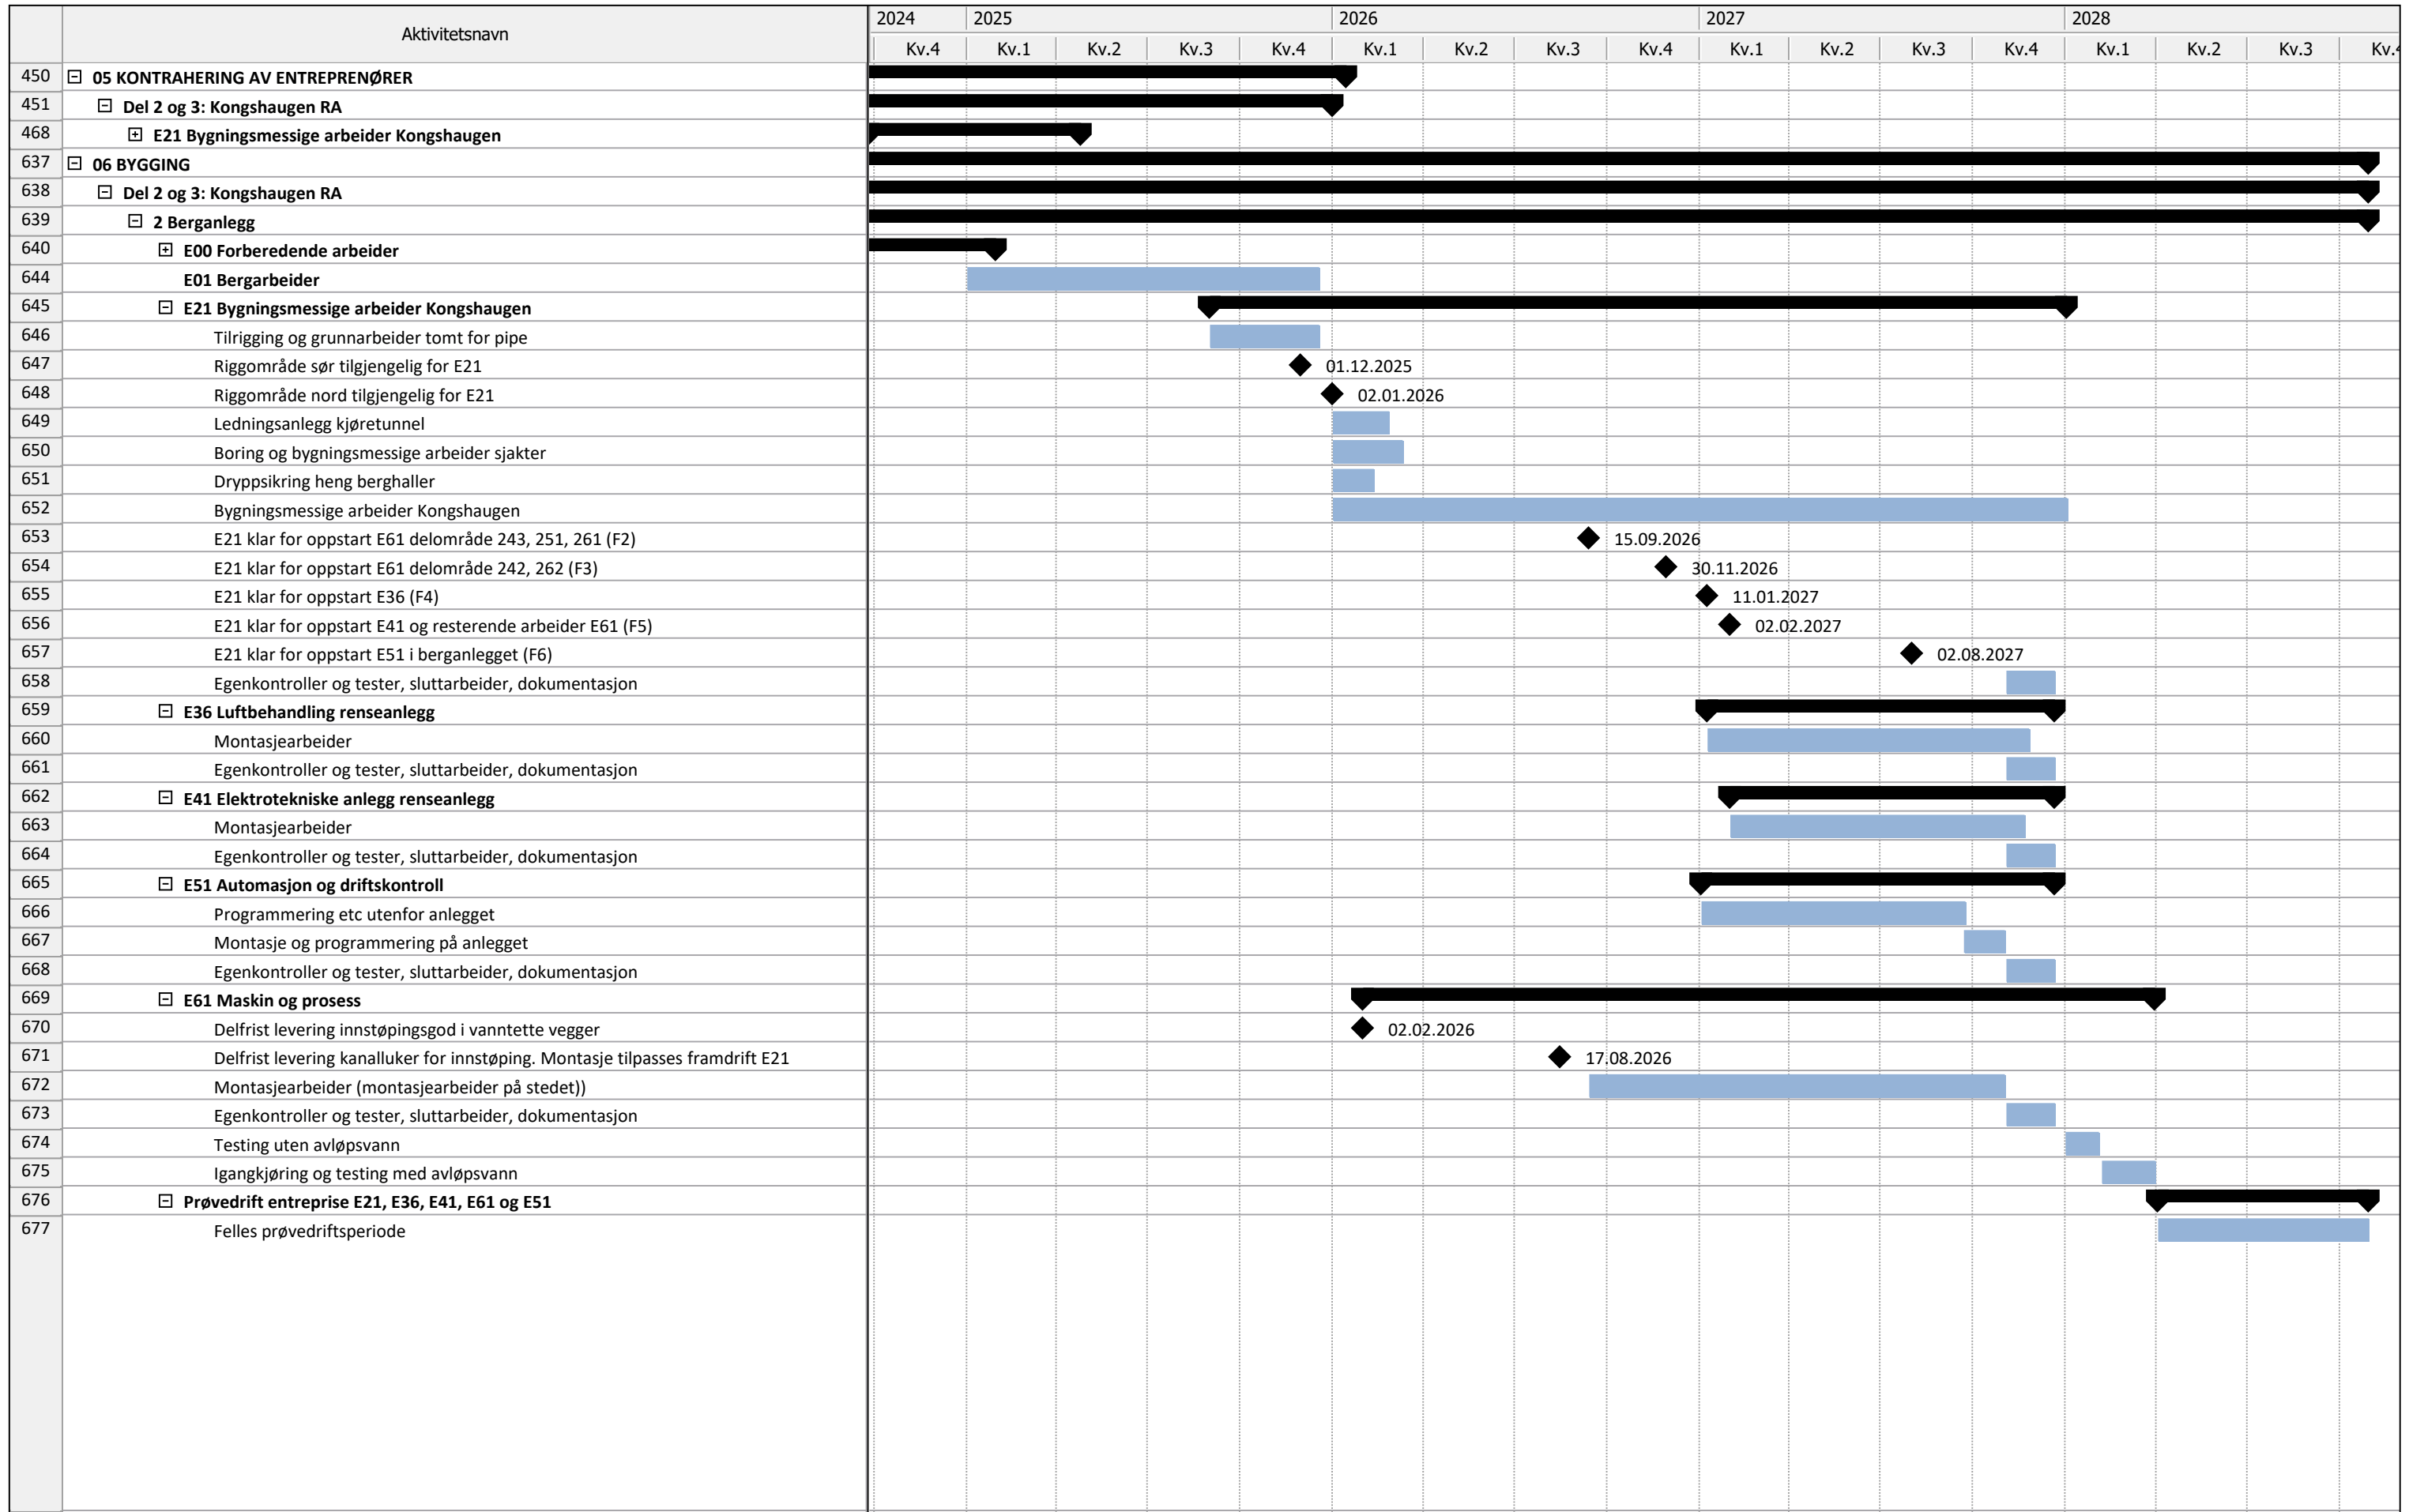 Aktivitetsnavn
2024 2025 2026 2027 2028
Kv.4 Kv.1 Kv.2 Kv.3 Kv.4 Kv.1 Kv.2 Kv.3 Kv.4 Kv.1 Kv.2 Kv.3 Kv.4 Kv.1 Kv.2 Kv.3 Kv.4
450 05 KONTRAHERING AV ENTREPRENØRER
451 Del 2 og 3: Kongshaugen RA
468 E21 Bygningsmessige arbeider Kongshaugen
637 06 BYGGING
638 Del 2 og 3: Kongshaugen RA
639 2 Berganlegg
640 E00 Forberedende arbeider
644 E01 Bergarbeider
645 E21 Bygningsmessige arbeider Kongshaugen
646 Tilrigging og grunnarbeider tomt for pipe
647 Riggområde sør tilgjengelig for E21 01.12.2025
648 Riggområde nord tilgjengelig for E21 02.01.2026
649 Ledningsanlegg kjøretunnel
650 Boring og bygningsmessige arbeider sjakter
651 Dryppsikring heng berghaller
652 Bygningsmessige arbeider Kongshaugen
653 E21 klar for oppstart E61 delområde 243, 251, 261 (F2) 15.09.2026
654 E21 klar for oppstart E61 delområde 242, 262 (F3) 30.11.2026
655 E21 klar for oppstart E36 (F4) 11.01.2027
656 E21 klar for oppstart E41 og resterende arbeider E61 (F5) 02.02.2027
657 E21 klar for oppstart E51 i berganlegget (F6) 02.08.2027
658 Egenkontroller og tester, sluttarbeider, dokumentasjon
659 E36 Luftbehandling renseanlegg
660 Montasjearbeider
661 Egenkontroller og tester, sluttarbeider, dokumentasjon
662 E41 Elektrotekniske anlegg renseanlegg
663 Montasjearbeider
664 Egenkontroller og tester, sluttarbeider, dokumentasjon
665 E51 Automasjon og driftskontroll
666 Programmering etc utenfor anlegget
667 Montasje og programmering på anlegget
668 Egenkontroller og tester, sluttarbeider, dokumentasjon
669 E61 Maskin og prosess
670 Delfrist levering innstøpingsgod i vanntette vegger 02.02.2026
671 Delfrist levering kanalluker for innstøping. Montasje tilpasses framdrift E21 17.08.2026
672 Montasjearbeider (montasjearbeider på stedet))
673 Egenkontroller og tester, sluttarbeider, dokumentasjon
674 Testing uten avløpsvann
675 Igangkjøring og testing med avløpsvann
676 Prøvedrift entreprise E21, E36, E41, E61 og E51
677 Felles prøvedriftsperiode